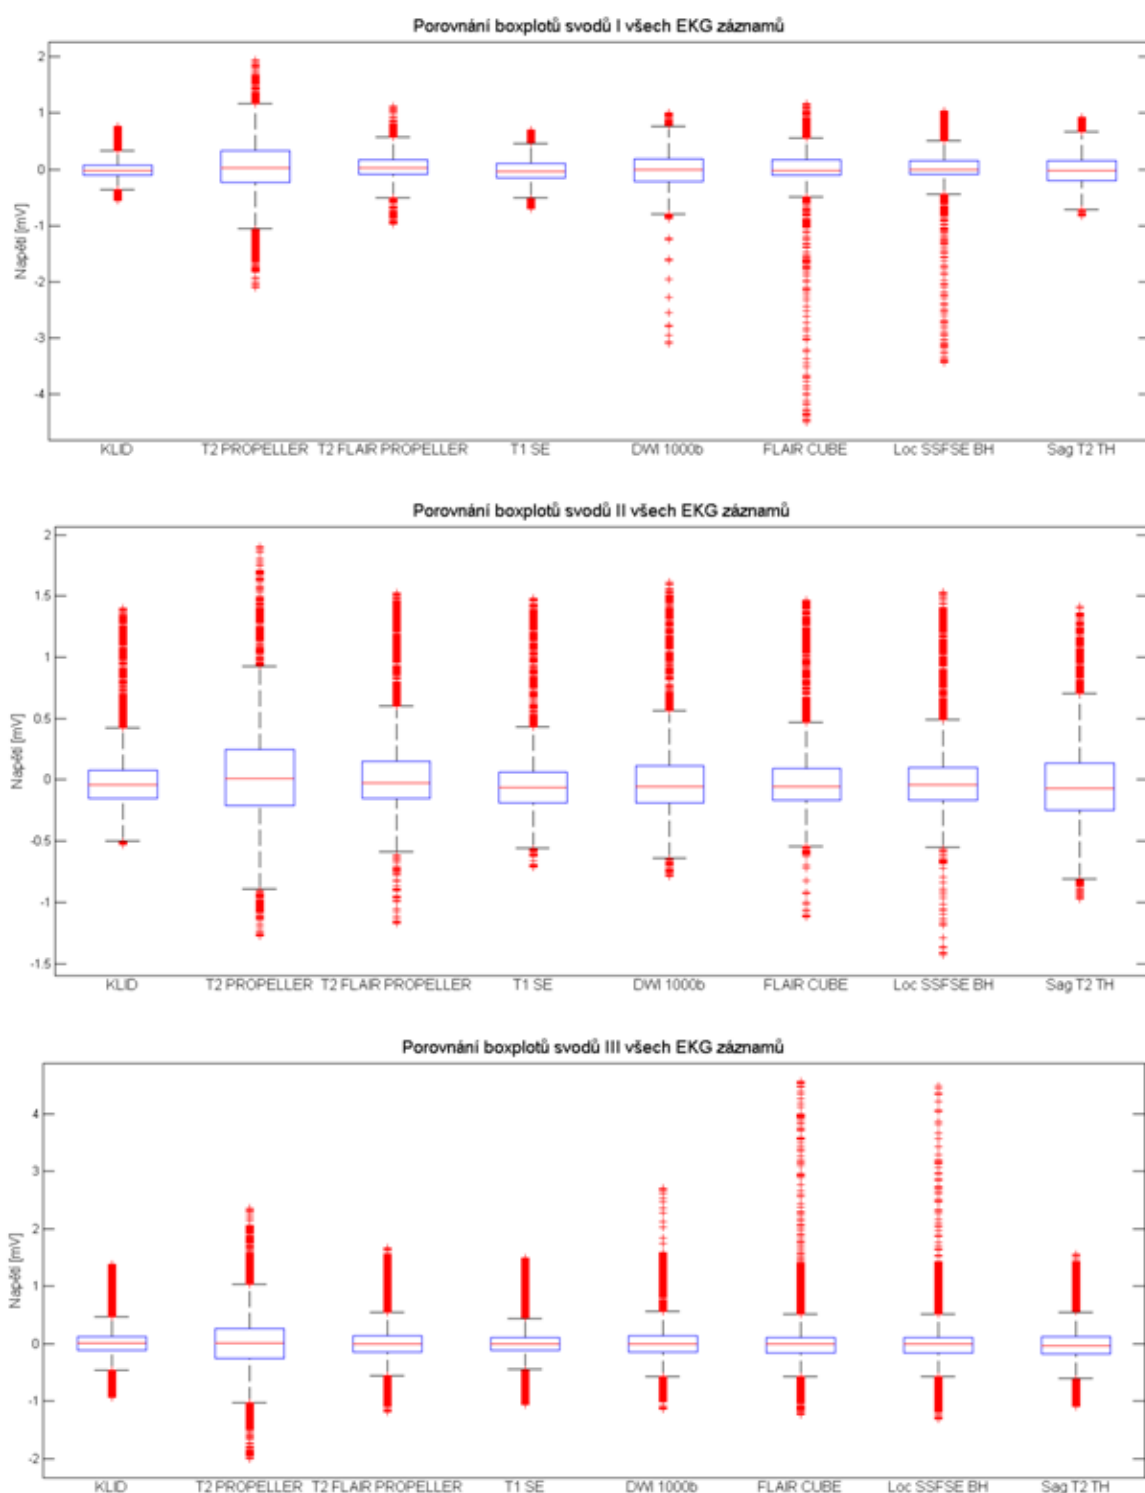 Porovnání boxplotů svodů I všech EKG záznamů
2
1
0
-1
-2
-3
-4
Napětí [mV]
KLID T2 PROPELLER T2 FLAIR PROPELLER T1 SE DWI 1000b FLAIR CUBE Loc SSFSE BH Sag T2 TH
Porovnání boxplotů svodů II všech EKG záznamů
2
1.5
1
0.5
0
-0.5
-1
-1.5
Napětí [mV]
KLID T2 PROPELLER T2 FLAIR PROPELLER T1 SE DWI 1000b FLAIR CUBE Loc SSFSE BH Sag T2 TH
Porovnání boxplotů svodů III všech EKG záznamů
4
3
2
1
0
-1
-2
Napětí [mV]
KLID T2 PROPELLER T2 FLAIR PROPELLER T1 SE DWI 1000b FLAIR CUBE Loc SSFSE BH Sag T2 TH